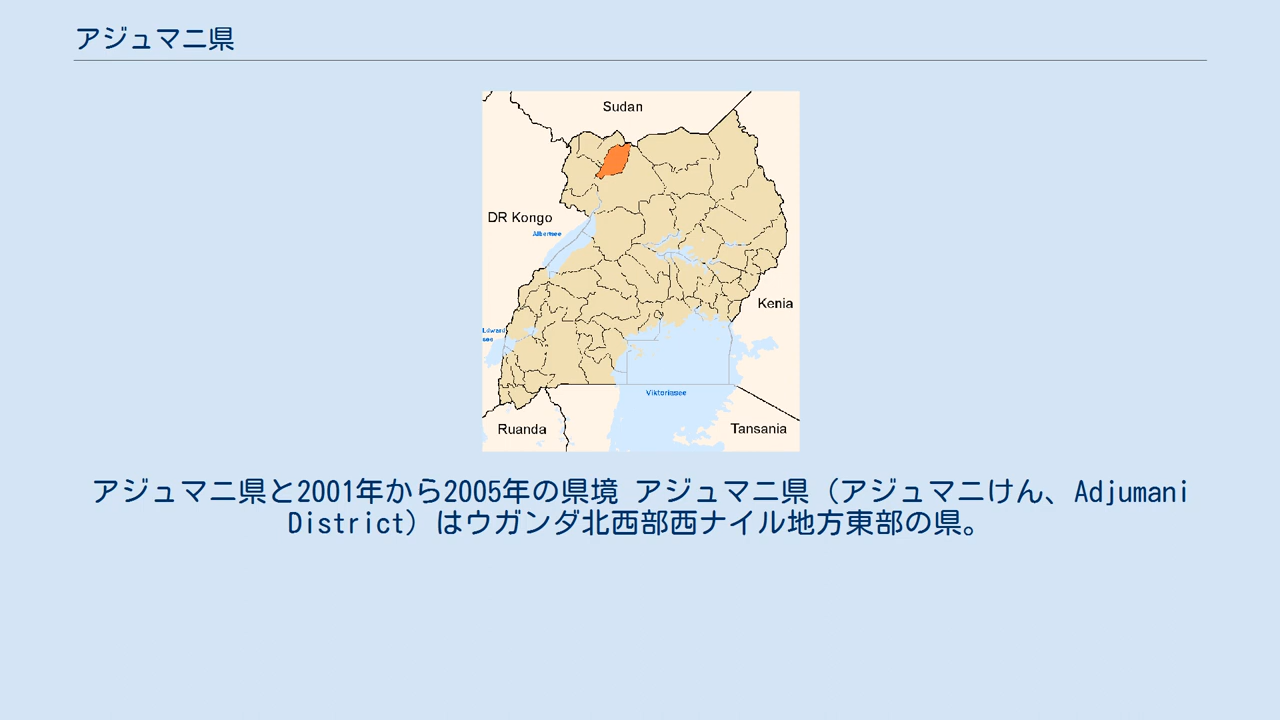 アジュマニ県
Sudan
DR Kongo
Albertsee
Kenia
Edward
see
Viktoriasee
Ruanda
Tansania
アジュマニ県と2001年から2005年の県境 アジュマニ県（アジュマニけん、Adjumani
District）はウガンダ北西部西ナイル地方東部の県。